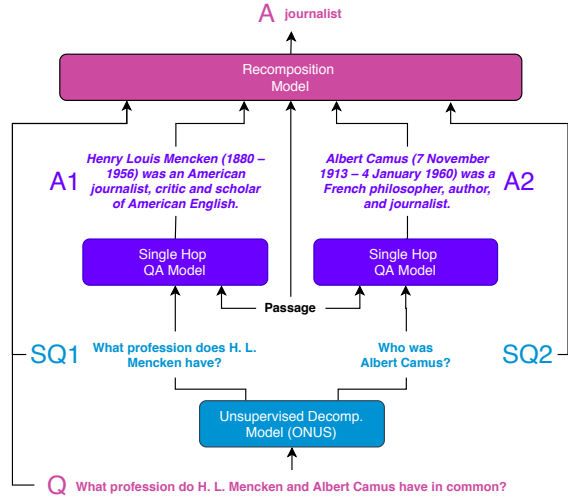 A journalist
Recomposition
Model
A1
Henry Louis Mencken (1880 –
1956) was an American
journalist, critic and scholar
of American English.
Albert Camus (7 November
1913 – 4 January 1960) was a
French philosopher, author,
and journalist.
A2
Single Hop
QA Model
Single Hop
QA Model
Passage
SQ1
What profession does H. L.
Mencken have?
Who was
Albert Camus?
SQ2
Unsupervised Decomp.
Model (ONUS)
Q What profession do H. L. Mencken and Albert Camus have in common?